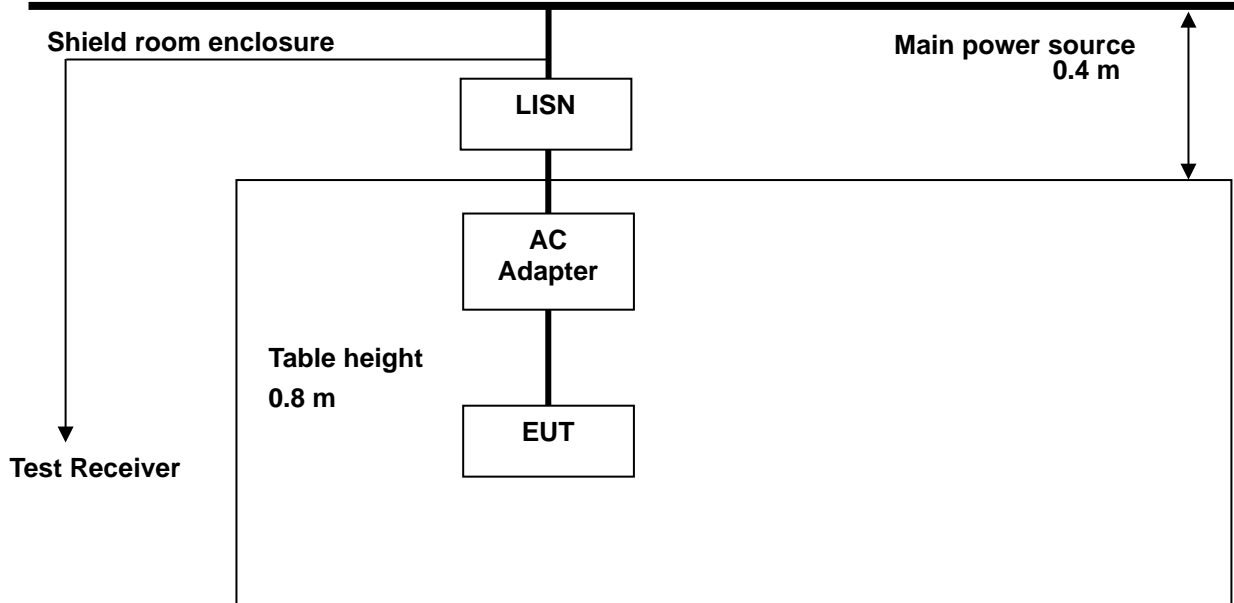 Shield room enclosure
Main power source
0.4 m
LISN
AC
Adapter
Table height
0.8 m
EUT
Test Receiver